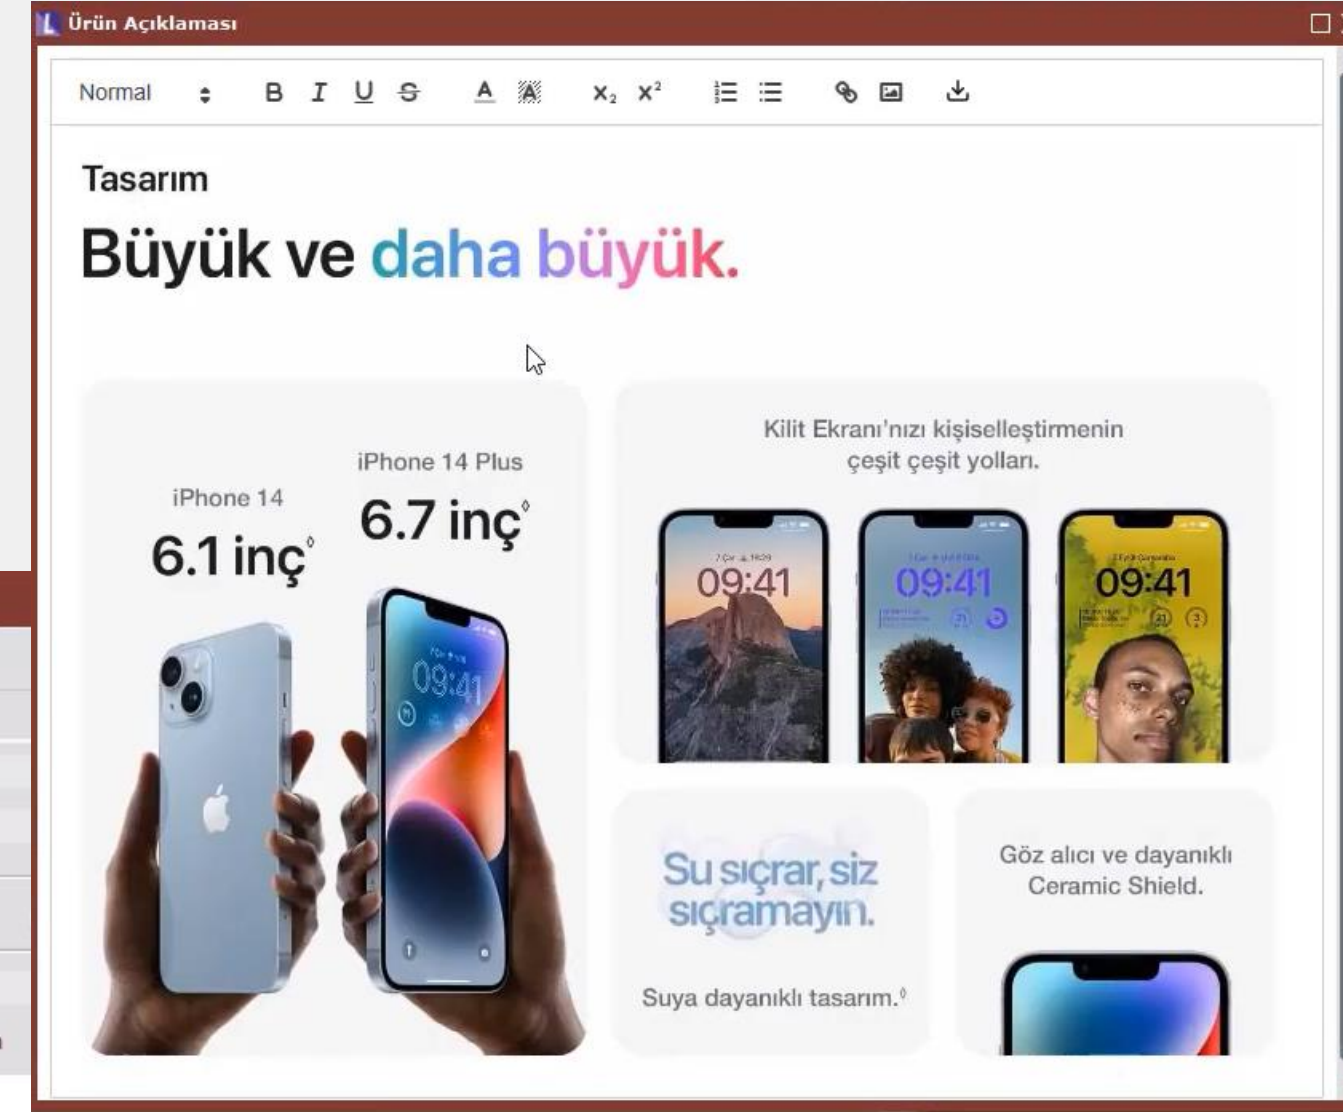 Ürün Açıklaması
Normal
Tasarım
Büyük ve daha büyük.
iPhone 14
6.1 inç◊
iPhone 14 Plus
6.7 inç◊
09:41
Kilit Ekranı'nızı kişiselleştirmenin
çeşit çeşit yolları.
09:41
09:41
09:41
Su sıçrar, siz
sıçramayın.
Suya dayanıklı tasarım.◊
Göz alıcı ve dayanıklı
Ceramic Shield.